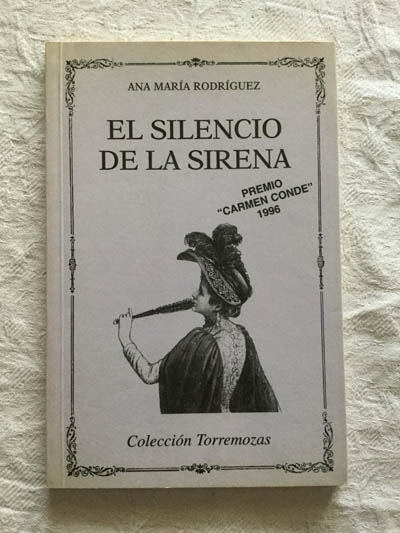 ANA MARÍA RODRÍGUEZ
EL SILENCIO
DE LA SIRENA
PREMIO
"CARMEN CONDE"
1996
Colección Torremozas